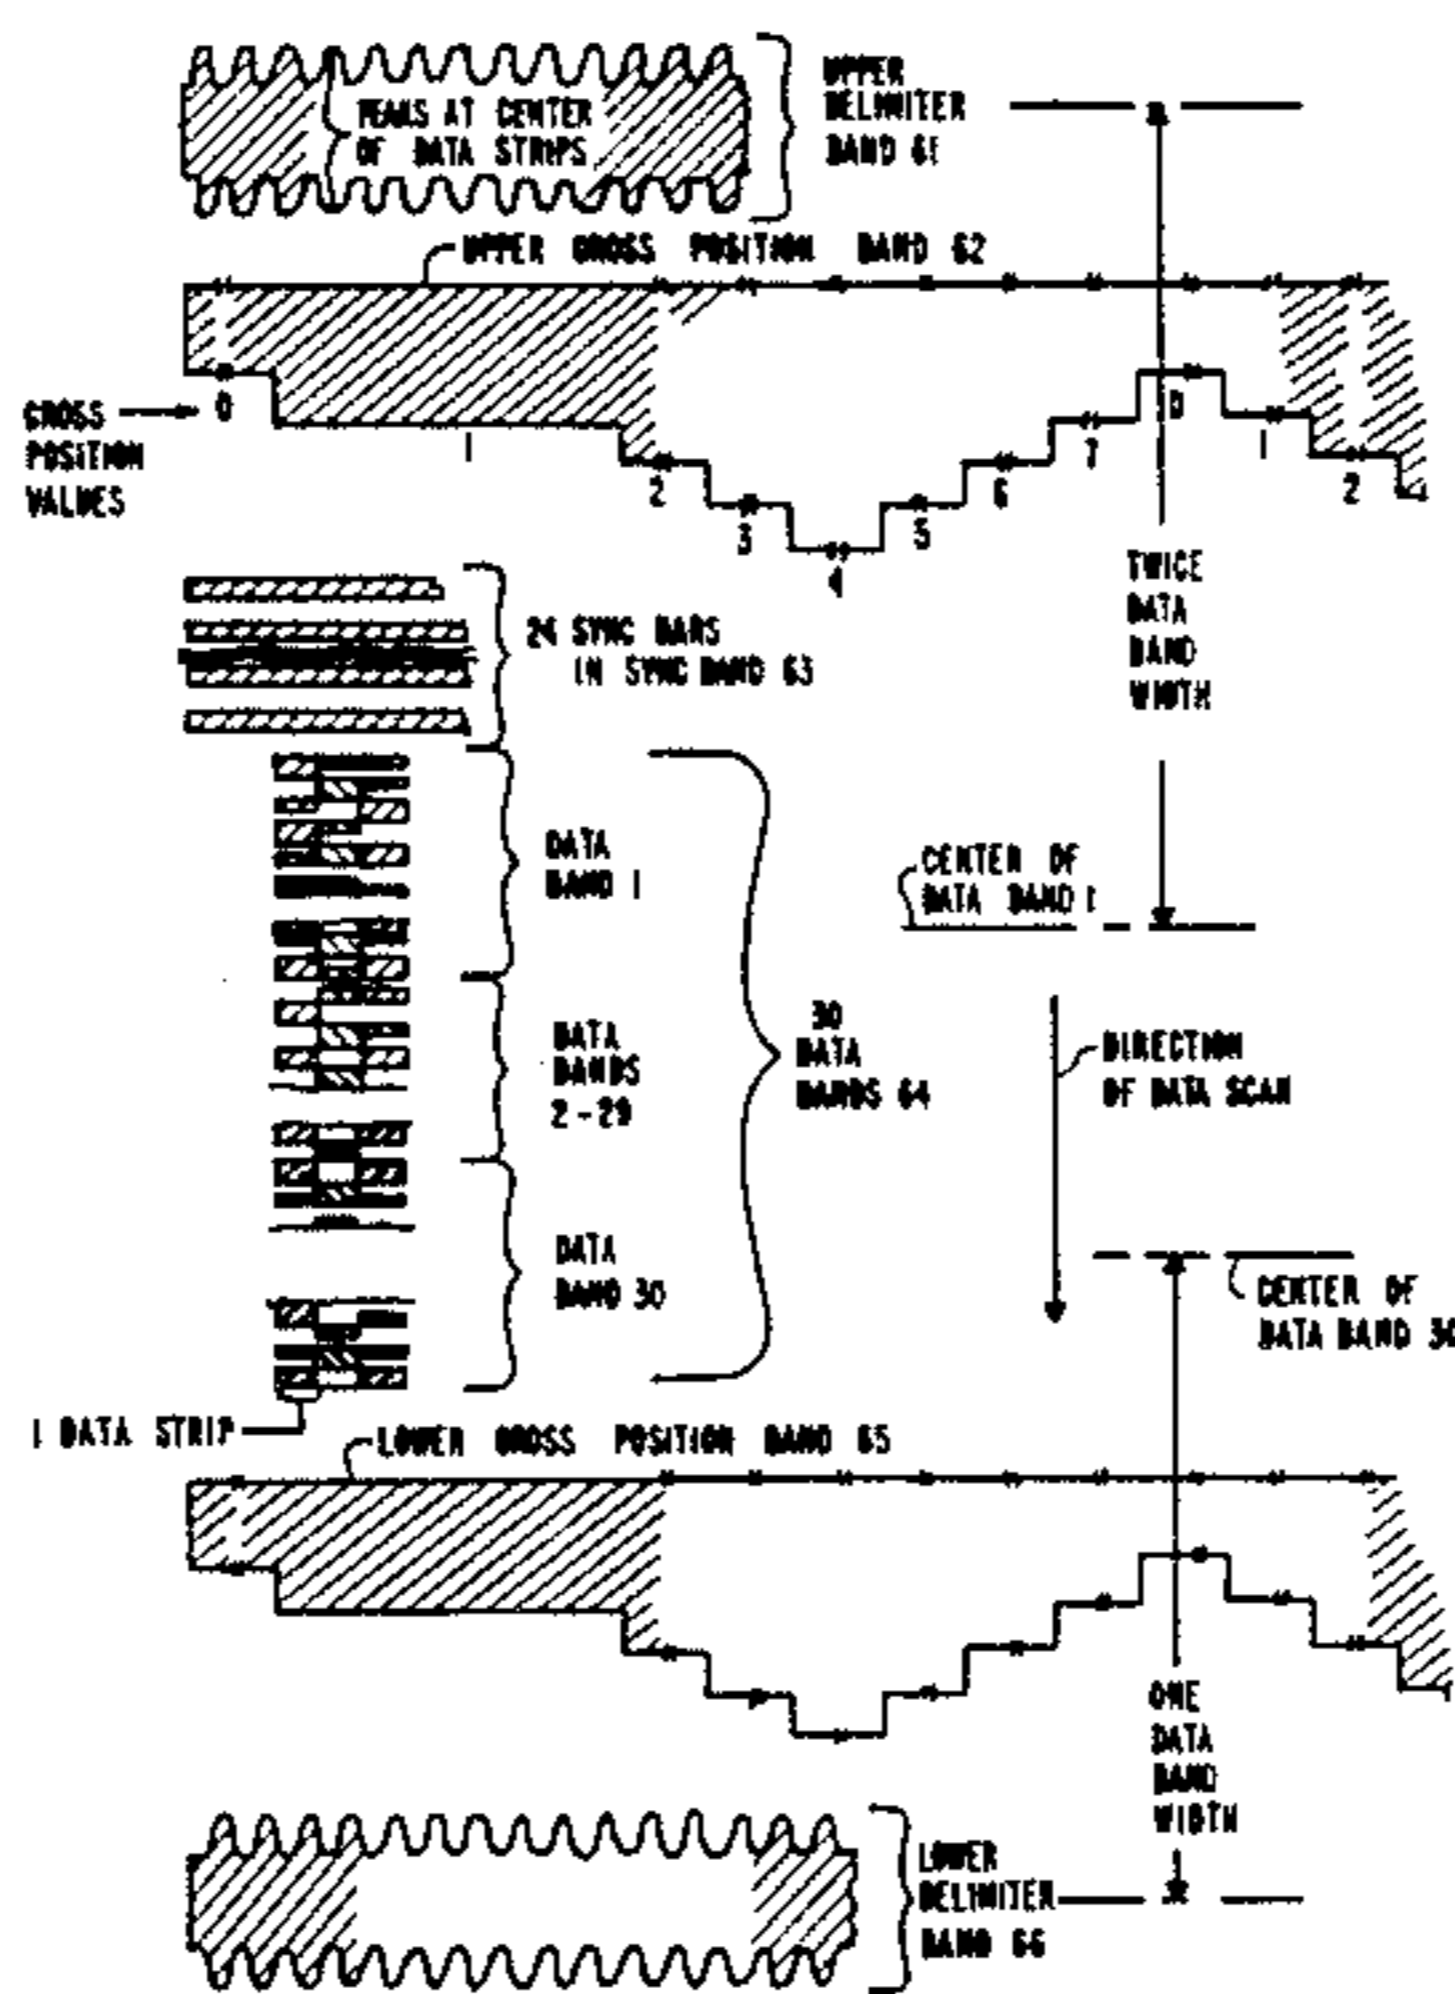 UPPER
DELIMITER
BAND 61
PEAKS AT CENTER
OF DATA STRIPS
UPPER GROSS POSITION BAND 62
GROSS
POSITION
VALUES
0
1
2
3
4
5
6
7
0
1
2
TWICE
DATA
BAND
WIDTH
24 SYNC BARS
IN SYNC BAND 63
DATA
BAND 1
CENTER OF
DATA BAND 1
DATA
BANDS
2-29
30
DATA
BANDS 64
DIRECTION
OF DATA SCAN
DATA
BAND 30
CENTER OF
DATA BAND 30
1 DATA STRIP
LOWER GROSS POSITION BAND 65
ONE
DATA
BAND
WIDTH
LOWER
DELIMITER
BAND 66